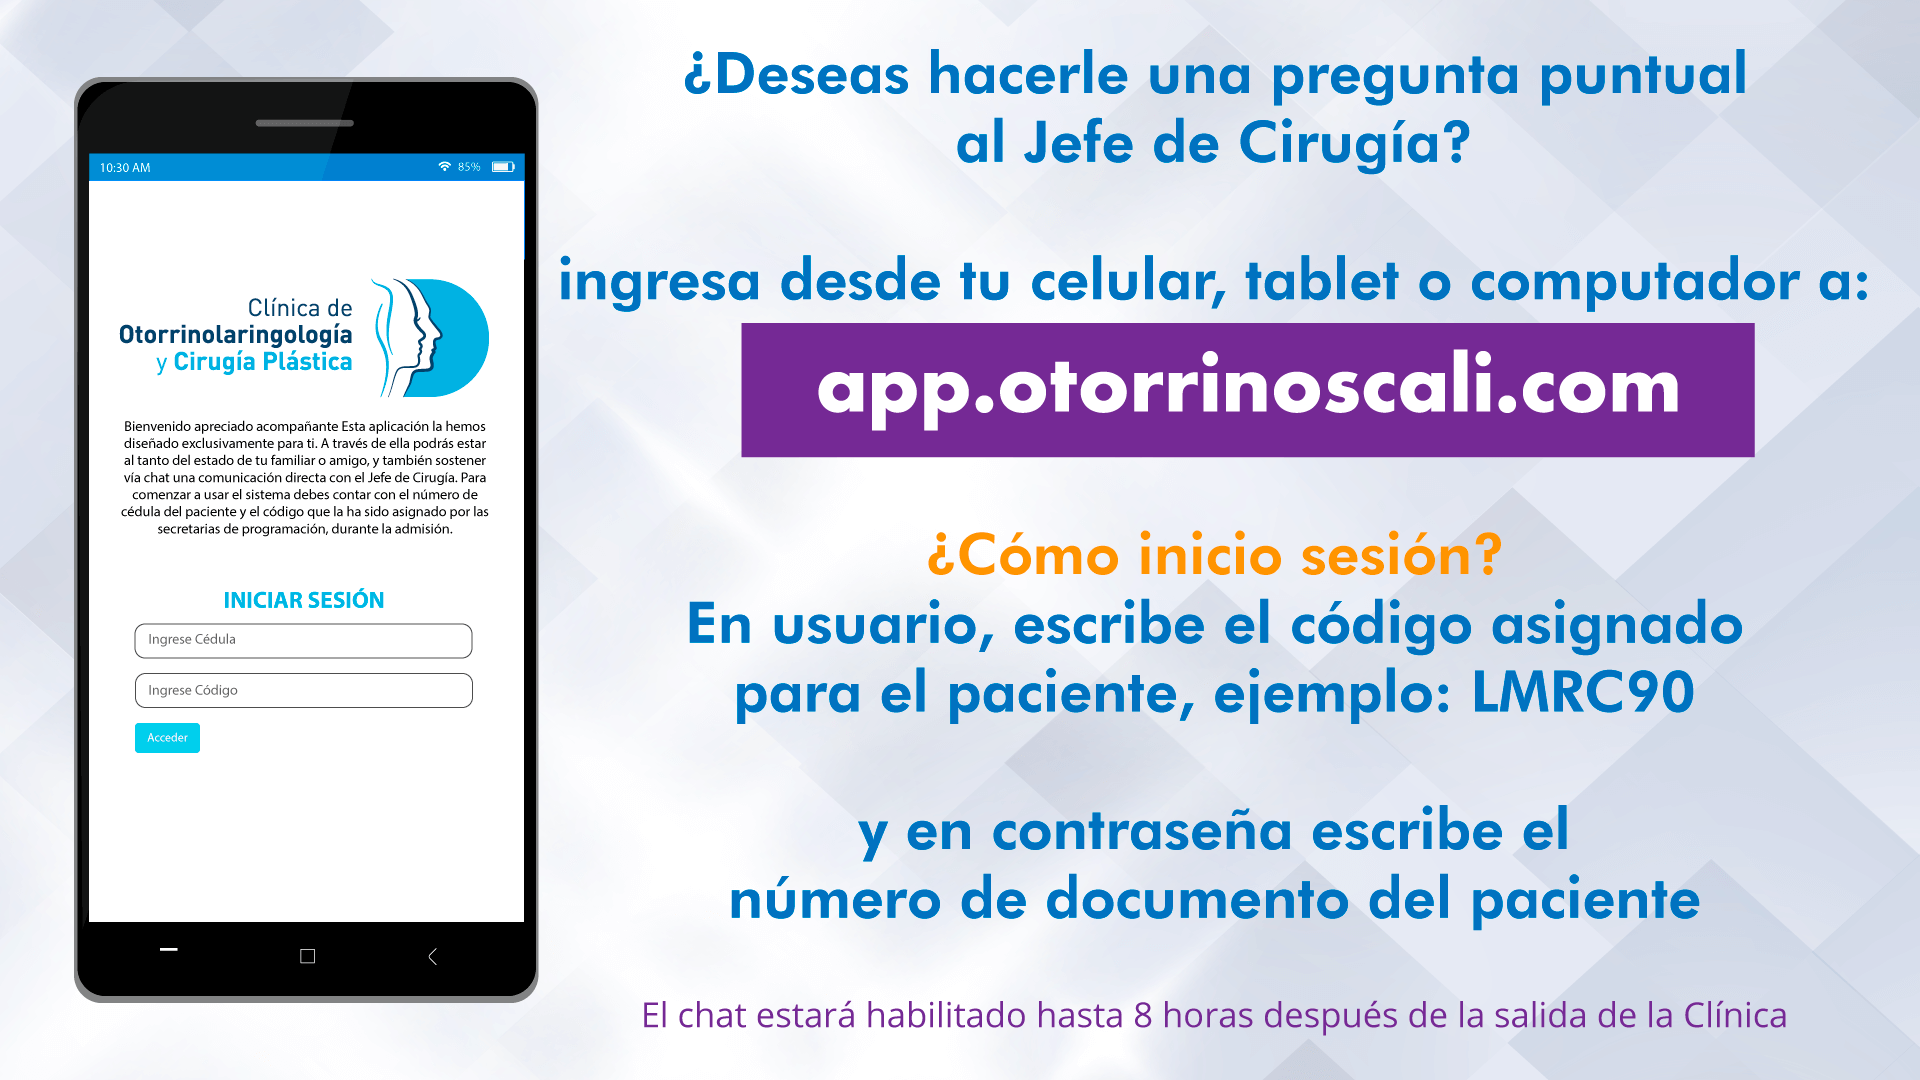 10:30 AM
85%
Clínica de
Otorrinolaringología
y Cirugía Plástica
Bienvenido apreciado acompañante Esta aplicación la hemos
diseñado exclusivamente para ti. A través de ella podrás estar
al tanto del estado de tu familiar o amigo, y también sostener
vía chat una comunicación directa con el Jefe de Cirugía. Para
comenzar a usar el sistema debes contar con el número de
cédula del paciente y el código que la ha sido asignado por las
secretarias de programación, durante la admisión.
INICIAR SESIÓN
Ingrese Cédula
Ingrese Código
Acceder
¿Deseas hacerle una pregunta puntual
al Jefe de Cirugía?
ingresa desde tu celular, tablet o computador a:
app.otorrinoscali.com
¿Cómo inicio sesión?
En usuario, escribe el código asignado
para el paciente, ejemplo: LMRC90
y en contraseña escribe el
número de documento del paciente
El chat estará habilitado hasta 8 horas después de la salida de la Clínica